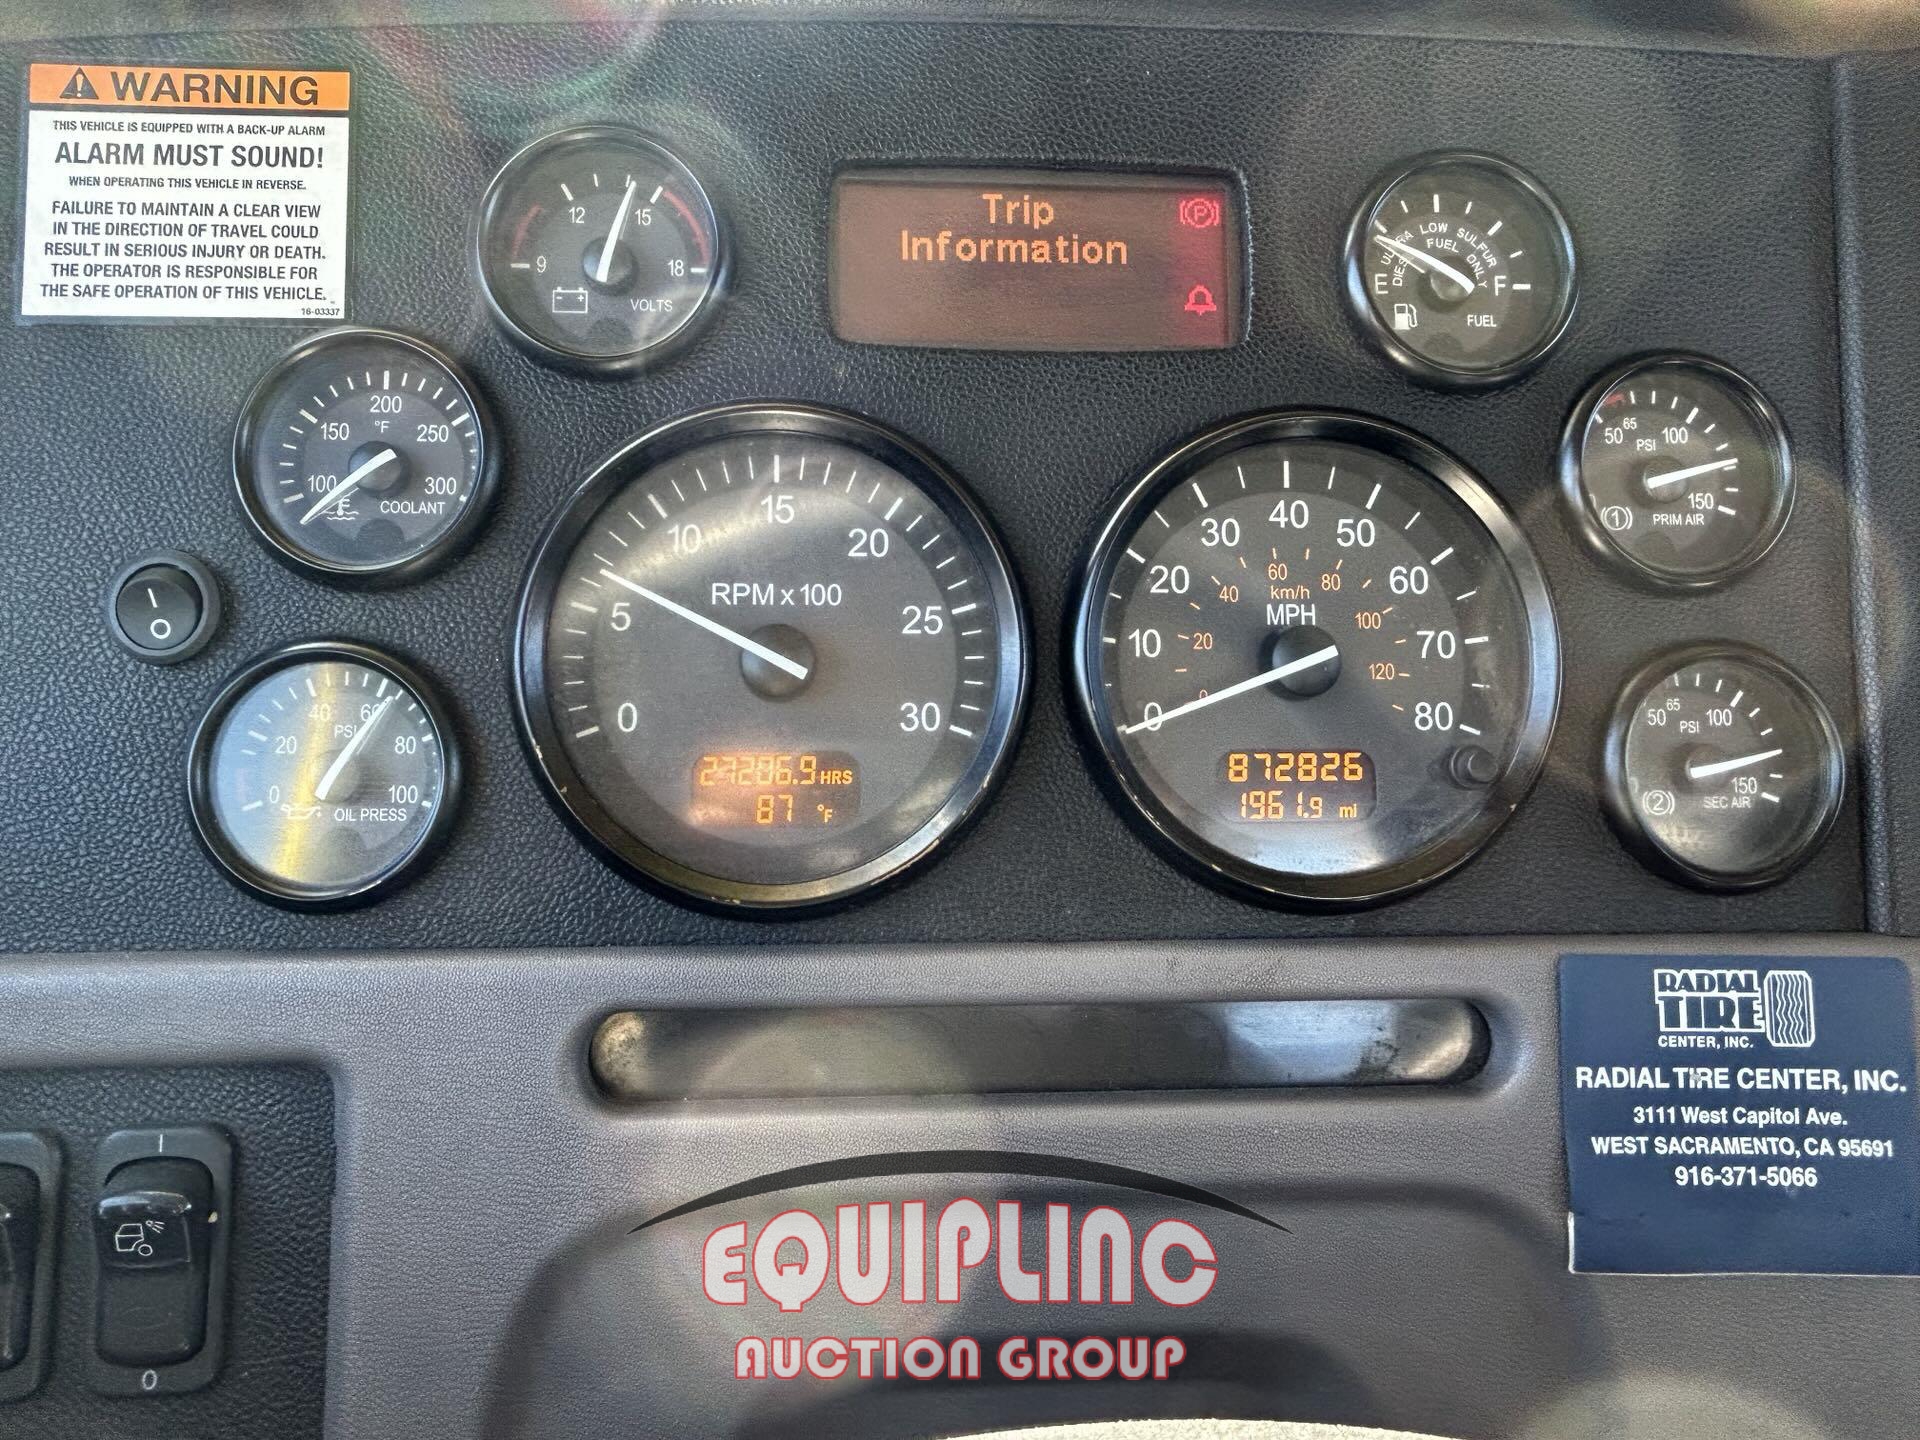 WARNING
THIS VEHICLE IS EQUIPPED WITH A BACK-UP ALARM
ALARM MUST SOUND!
WHEN OPERATING THIS VEHICLE IN REVERSE.
FAILURE TO MAINTAIN A CLEAR VIEW
IN THE DIRECTION OF TRAVEL COULD
RESULT IN SERIOUS INJURY OR DEATH.
THE OPERATOR IS RESPONSIBLE FOR
THE SAFE OPERATION OF THIS VEHICLE.
16-03337
9 12 15 18
VOLTS
Trip
Information
P
ULTRA LOW SULFUR
DIESEL FUEL ONLY
E F
FUEL
100 150 200 250 300
°F
COOLANT
50 65 100 150
PSI
1 PRIM AIR
0 5 10 15 20 25 30
RPM x 100
27286.9 HRS
87 °F
0 10 20 30 40 50 60 70 80
0 20 40 60 80 100 120
km/h
MPH
872826
1961.9 mi
I
O
0 20 40 60 80 100
PSI
OIL PRESS
50 65 100 150
PSI
2 SEC AIR
RADIAL
TIRE
CENTER, INC.
RADIAL TIRE CENTER, INC.
3111 West Capitol Ave.
WEST SACRAMENTO, CA 95691
916-371-5066
I
0
EQUIPLINC
AUCTION GROUP